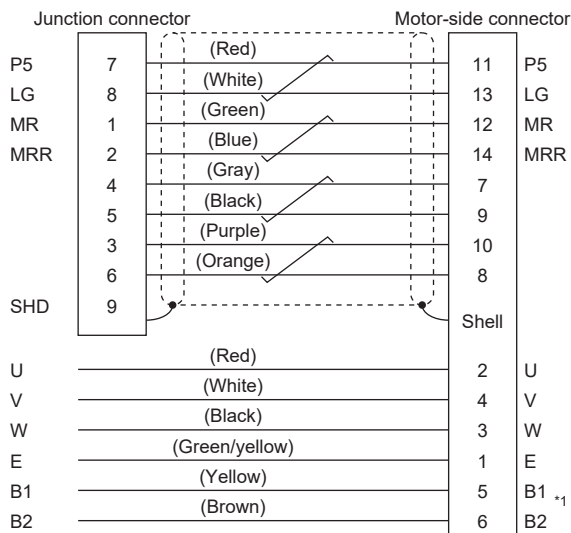 Junction connector Motor-side connector
P5 7 (Red) 11 P5
LG 8 (White) 13 LG
MR 1 (Green) 12 MR
MRR 2 (Blue) 14 MRR
4 (Gray) 7
5 (Black) 9
3 (Purple) 10
6 (Orange) 8
SHD 9 Shell
U (Red) 2 U
V (White) 4 V
W (Black) 3 W
E (Green/yellow) 1 E
B1 (Yellow) 5 B1 *1
B2 (Brown) 6 B2